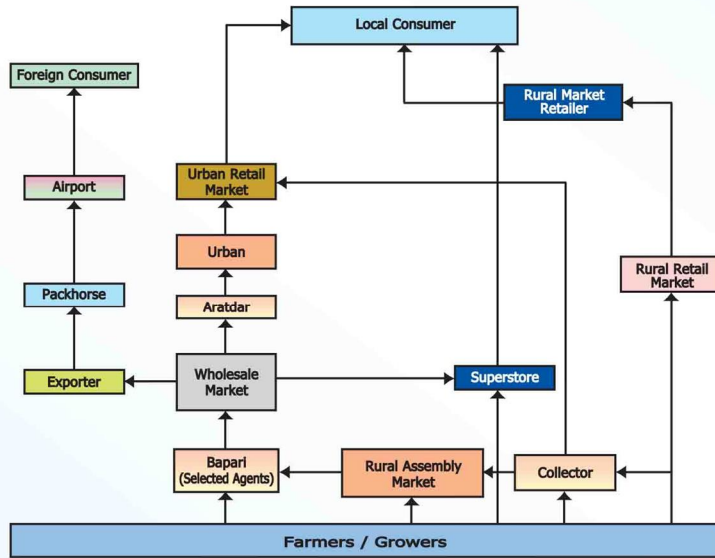 Local Consumer
Foreign Consumer
Rural Market
Retailer
Airport
Urban Retail
Market
Urban
Rural Retail
Market
Packhorse
Aratdar
Exporter
Wholesale
Market
Superstore
Bapari
(Selected Agents)
Rural Assembly
Market
Collector
Farmers / Growers